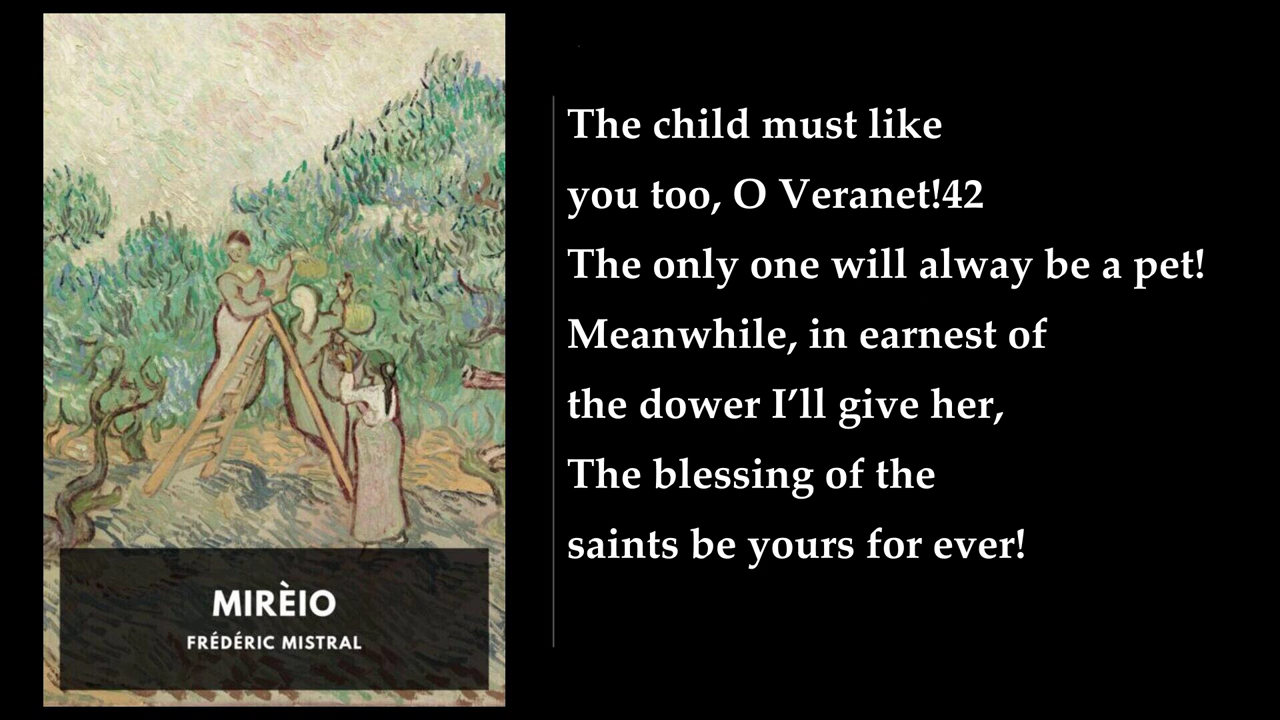 MIRÈIO
FRÉDÉRIC MISTRAL
The child must like
you too, O Veranet!42
The only one will alway be a pet!
Meanwhile, in earnest of
the dower I’ll give her,
The blessing of the
saints be yours for ever!